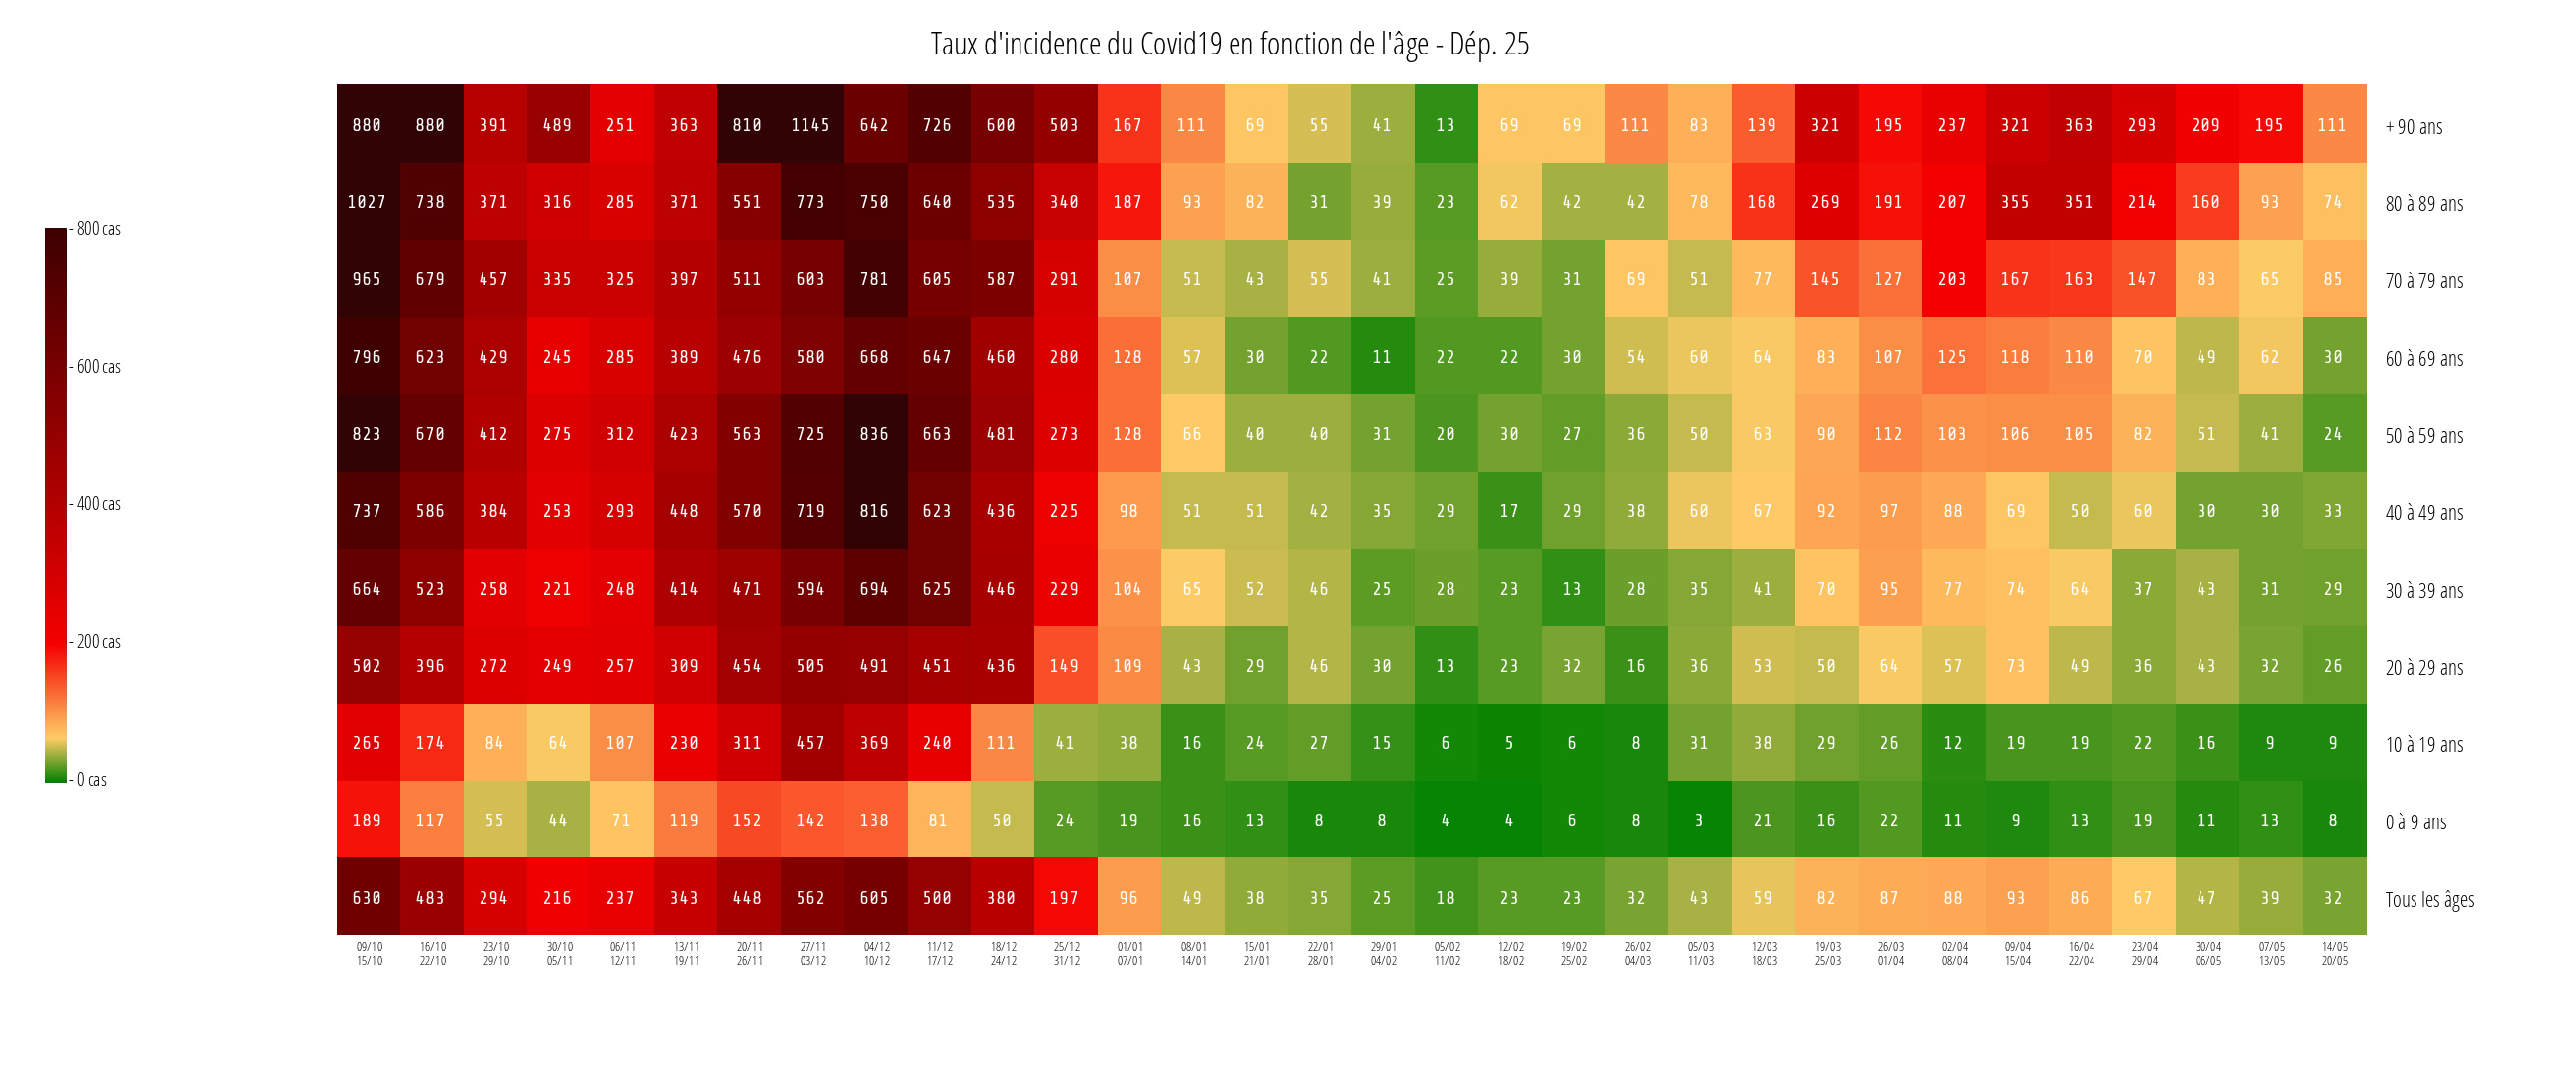 Taux d'incidence du Covid19 en fonction de l'âge - Dép. 25
880 880 391 489 251 363 810 1145 642 726 600 503 167 111 69 55 41 13 69 69 111 83 139 321 195 237 321 363 293 209 195 111 + 90 ans
1027 738 371 316 285 371 551 773 750 640 535 340 187 93 82 31 39 23 62 42 42 78 168 269 191 207 355 351 214 160 93 74 80 à 89 ans
- 800 cas
965 679 457 335 325 397 511 603 781 605 587 291 107 51 43 55 41 25 39 31 69 51 77 145 127 203 167 163 147 83 65 85 70 à 79 ans
796 623 429 245 285 389 476 580 668 647 460 280 128 57 30 22 11 22 22 30 54 60 64 83 107 125 118 110 70 49 62 30 60 à 69 ans
- 600 cas
823 670 412 275 312 423 563 725 836 663 481 273 128 66 40 40 31 20 30 27 36 50 63 90 112 103 106 105 82 51 41 24 50 à 59 ans
- 400 cas
737 586 384 253 293 448 570 719 816 623 436 225 98 51 51 42 35 29 17 29 38 60 67 92 97 88 69 50 60 30 30 33 40 à 49 ans
664 523 258 221 248 414 471 594 694 625 446 229 104 65 52 46 25 28 23 13 28 35 41 70 95 77 74 64 37 43 31 29 30 à 39 ans
- 200 cas
502 396 272 249 257 309 454 505 491 451 436 149 109 43 29 46 30 13 23 32 16 36 53 50 64 57 73 49 36 43 32 26 20 à 29 ans
265 174 84 64 107 230 311 457 369 240 111 41 38 16 24 27 15 6 5 6 8 31 38 29 26 12 19 19 22 16 9 9 10 à 19 ans
- 0 cas
189 117 55 44 71 119 152 142 138 81 50 24 19 16 13 8 8 4 4 6 8 3 21 16 22 11 9 13 19 11 13 8 0 à 9 ans
630 483 294 216 237 343 448 562 605 500 380 197 96 49 38 35 25 18 23 23 32 43 59 82 87 88 93 86 67 47 39 32 Tous les âges
09/10 16/10 23/10 30/10 06/11 13/11 20/11 27/11 04/12 11/12 18/12 25/12 01/01 08/01 15/01 22/01 29/01 05/02 12/02 19/02 26/02 05/03 12/03 19/03 26/03 02/04 09/04 16/04 23/04 30/04 07/05 14/05
15/10 22/10 29/10 05/11 12/11 19/11 26/11 03/12 10/12 17/12 24/12 31/12 07/01 14/01 21/01 28/01 04/02 11/02 18/02 25/02 04/03 11/03 18/03 25/03 01/04 08/04 15/04 22/04 29/04 06/05 13/05 20/05